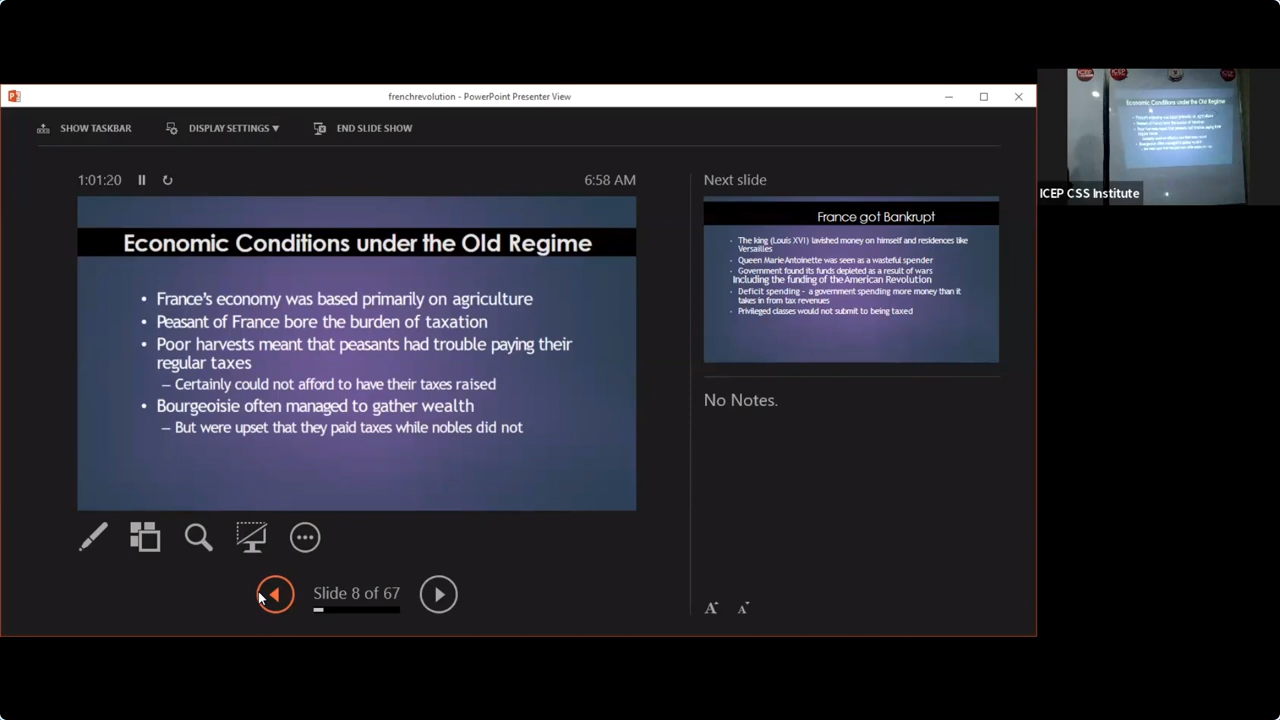 frenchrevolution - PowerPoint Presenter View
SHOW TASKBAR
DISPLAY SETTINGS ▾
END SLIDE SHOW
1:01:20
6:58 AM
Economic Conditions under the Old Regime
• France's economy was based primarily on agriculture
• Peasant of France bore the burden of taxation
• Poor harvests meant that peasants had trouble paying their
regular taxes
– Certainly could not afford to have their taxes raised
• Bourgeoisie often managed to gather wealth
– But were upset that they paid taxes while nobles did not
Slide 8 of 67
Next slide
France got Bankrupt
• The king (Louis XVI) lavished money on himself and residences like
Versailles
• Queen Marie Antoinette was seen as a wasteful spender
• Government found its funds depleted as a result of wars
Including the funding of the American Revolution
• Deficit spending – a government spending more money than it
takes in from tax revenues
• Privileged classes would not submit to being taxed
No Notes.
A A
Economic Conditions under the Old Regime
ICEP CSS Institute